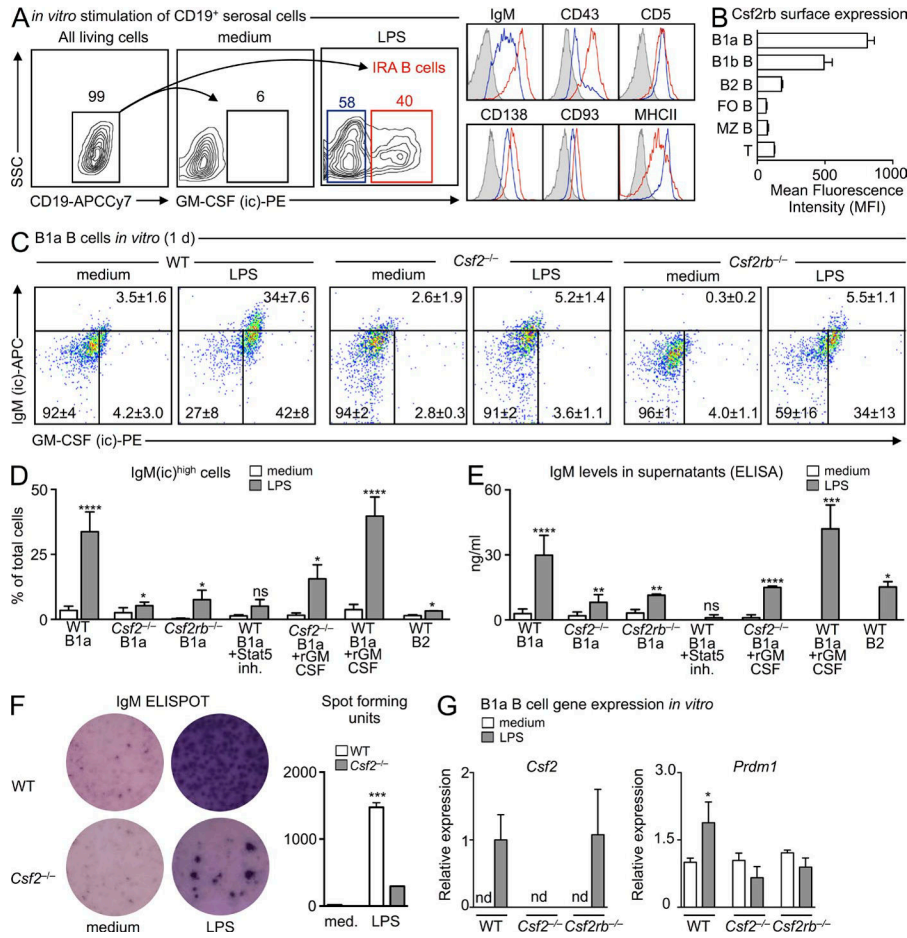 A
in vitro stimulation of CD19+ serosal cells
All living cells
medium
LPS
IRA B cells
99
6
58
40
SSC
CD19-APCCy7
GM-CSF (ic)-PE
IgM
CD43
CD5
CD138
CD93
MHCII
B
Csf2rb surface expression
B1a B
B1b B
B2 B
FO B
MZ B
T
0
500
1000
Mean Fluorescence
Intensity (MFI)
C
B1a B cells in vitro (1 d)
WT
Csf2–/–
Csf2rb–/–
medium
LPS
medium
LPS
medium
LPS
3.5±1.6
34±7.6
2.6±1.9
5.2±1.4
0.3±0.2
5.5±1.1
92±4
4.2±3.0
27±8
42±8
94±2
2.8±0.3
91±2
3.6±1.1
96±1
4.0±1.1
59±16
34±13
IgM (ic)-APC
GM-CSF (ic)-PE
D
IgM(ic)high cells
medium
LPS
% of total cells
50
25
0
****
*
*
ns
*
****
*
WT
B1a
Csf2–/–
B1a
Csf2rb–/–
B1a
WT
B1a
+Stat5
inh.
Csf2–/–
B1a
+rGM
CSF
WT
B1a
+rGM
CSF
WT
B2
E
IgM levels in supernatants (ELISA)
medium
LPS
ng/ml
60
40
20
0
****
**
**
ns
****
***
*
WT
B1a
Csf2–/–
B1a
Csf2rb–/–
B1a
WT
B1a
+Stat5
inh.
Csf2–/–
B1a
+rGM
CSF
WT
B1a
+rGM
CSF
WT
B2
F
IgM ELISPOT
WT
Csf2–/–
medium
LPS
Spot forming
units
WT
Csf2–/–
2000
1000
0
***
med.
LPS
G
B1a B cell gene expression in vitro
medium
LPS
Csf2
Relative expression
2
1
0
nd
nd
nd
WT
Csf2–/–
Csf2rb–/–
Prdm1
Relative expression
3.0
1.5
0
*
WT
Csf2–/–
Csf2rb–/–